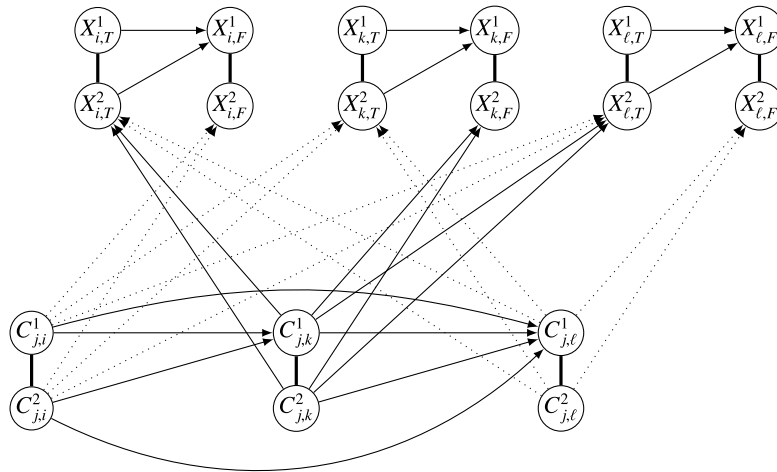 X^1_{i,T} X^1_{i,F} X^1_{k,T} X^1_{k,F} X^1_{ℓ,T} X^1_{ℓ,F}
X^2_{i,T} X^2_{i,F} X^2_{k,T} X^2_{k,F} X^2_{ℓ,T} X^2_{ℓ,F}
C^1_{j,i} C^1_{j,k} C^1_{j,ℓ}
C^2_{j,i} C^2_{j,k} C^2_{j,ℓ}